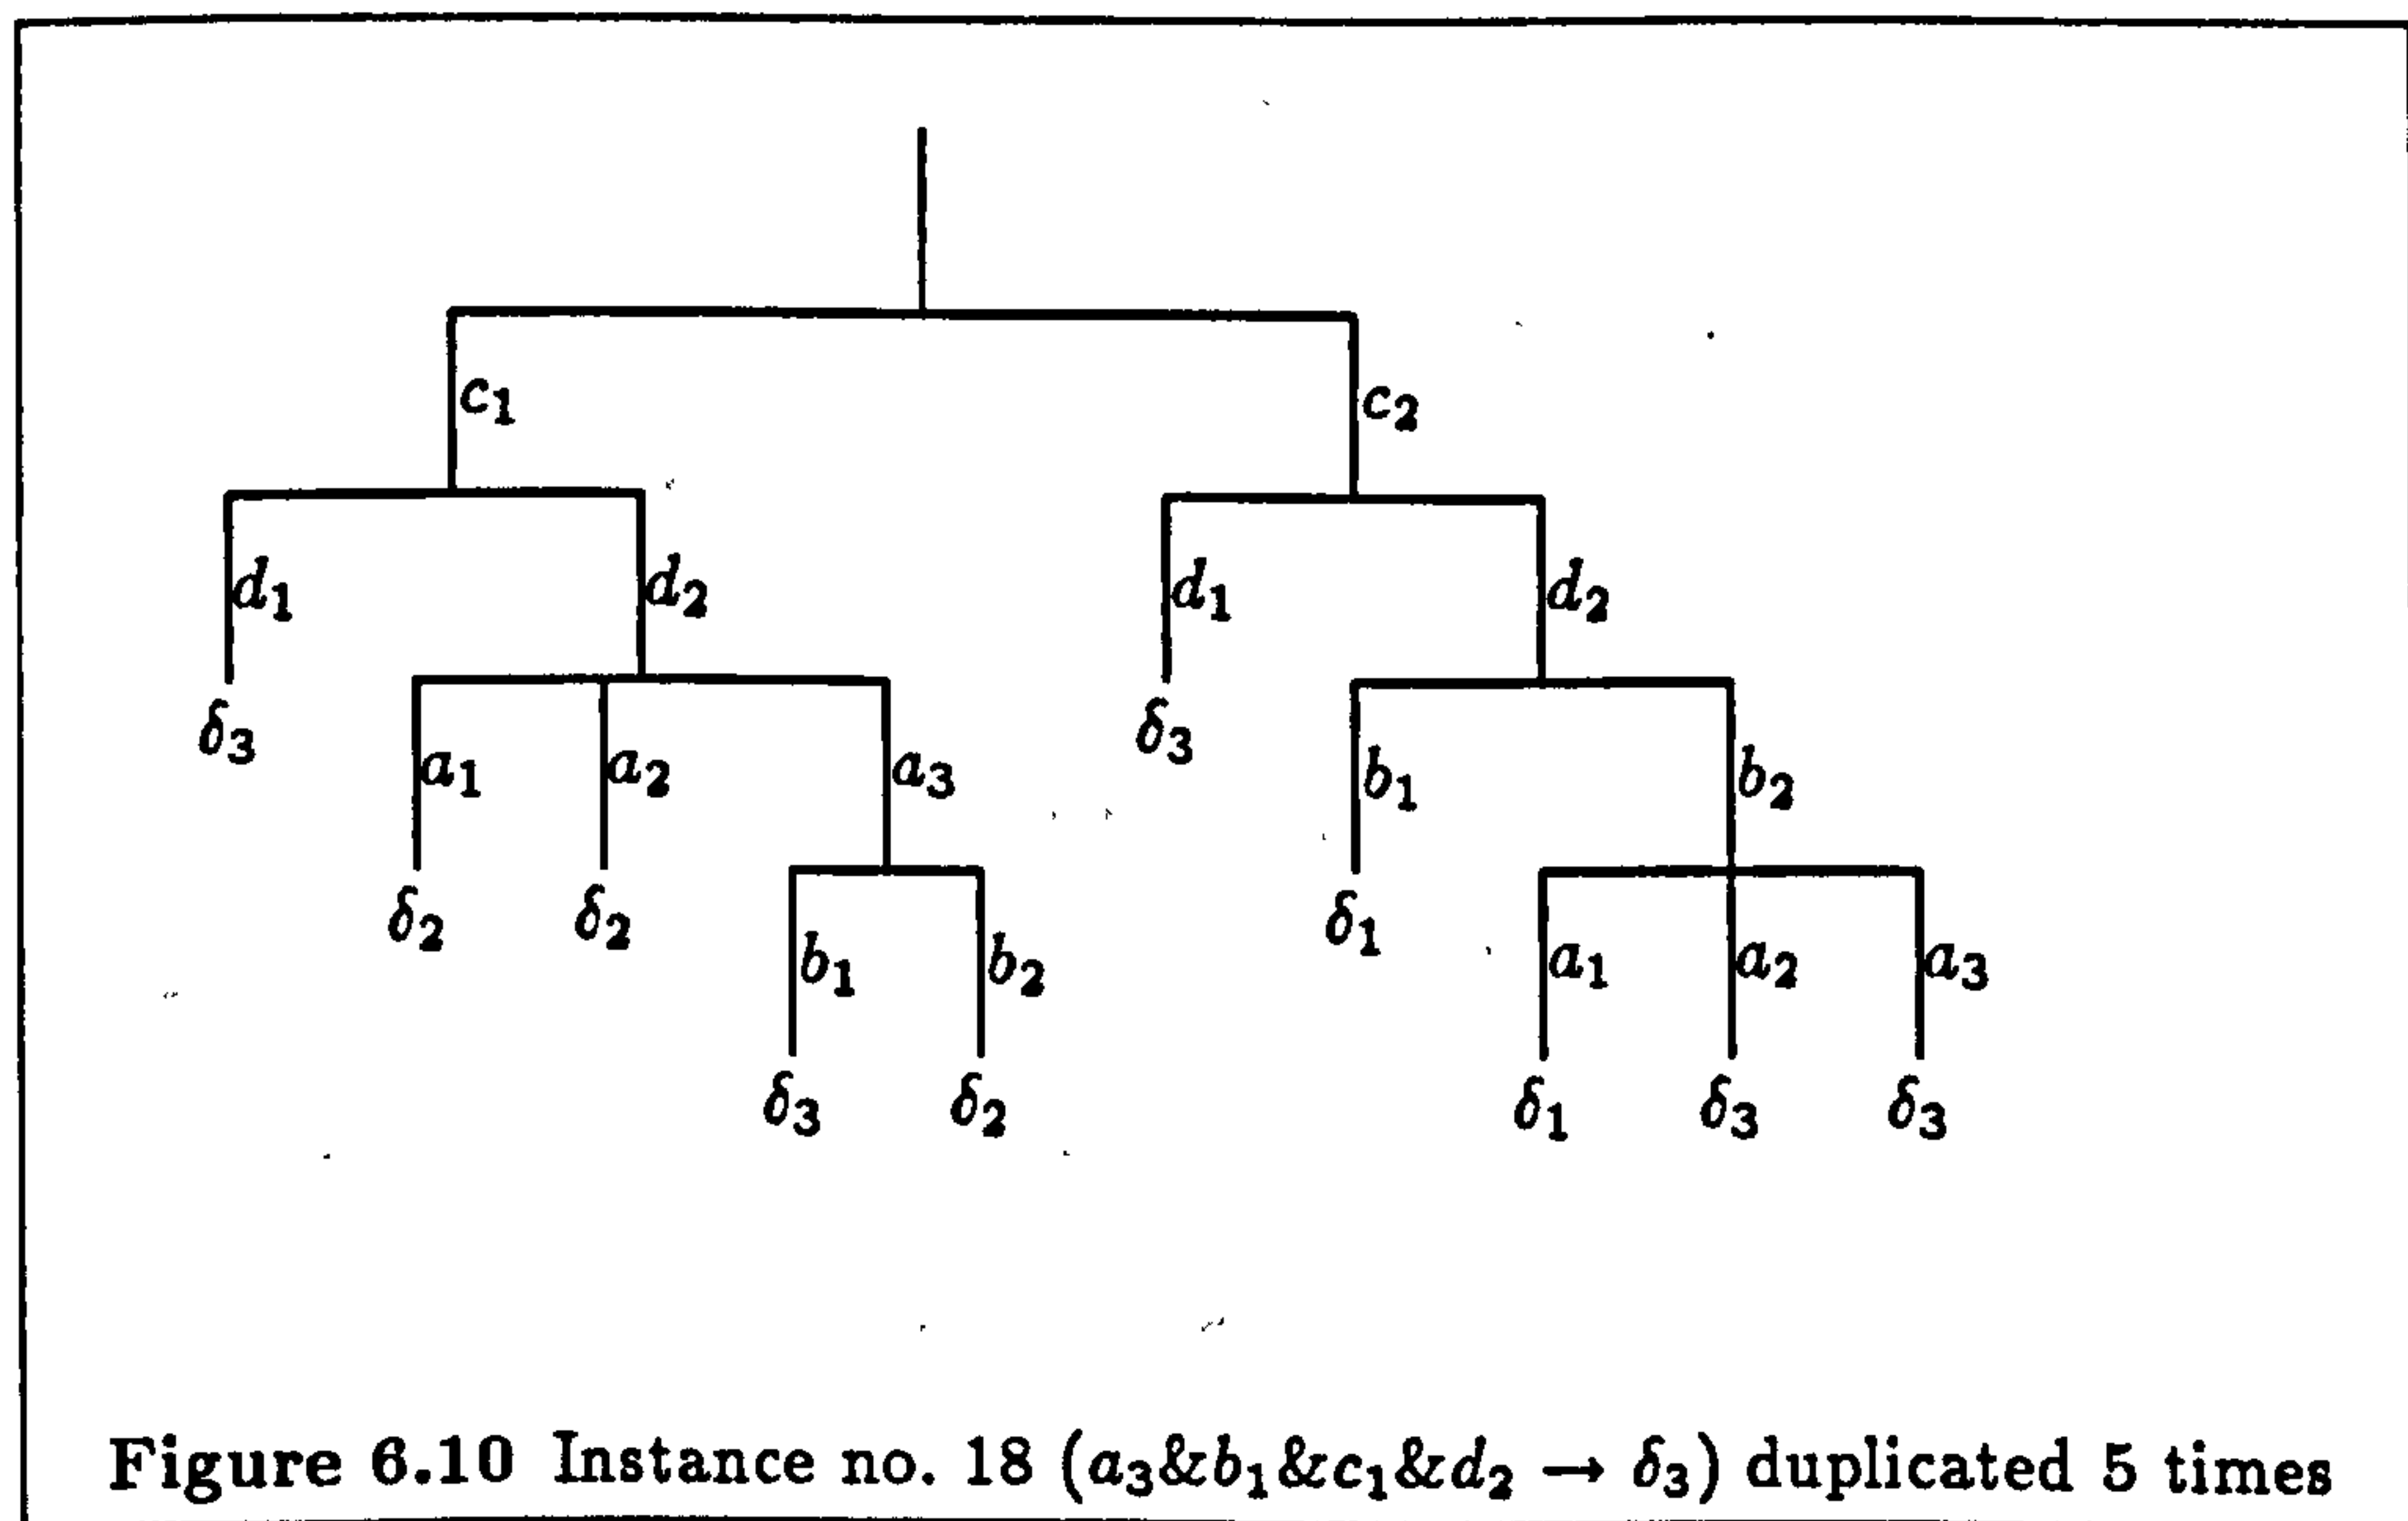 c₁ c₂
d₁ d₂ d₁ d₂
δ₃ a₁ a₂ a₃ δ₃ b₁ b₂
δ₂ δ₂ b₁ b₂ δ₁ a₁ a₂ a₃
δ₃ δ₂ δ₁ δ₃ δ₃
Figure 6.10 Instance no. 18 (a₃&b₁&c₁&d₂ → δ₃) duplicated 5 times